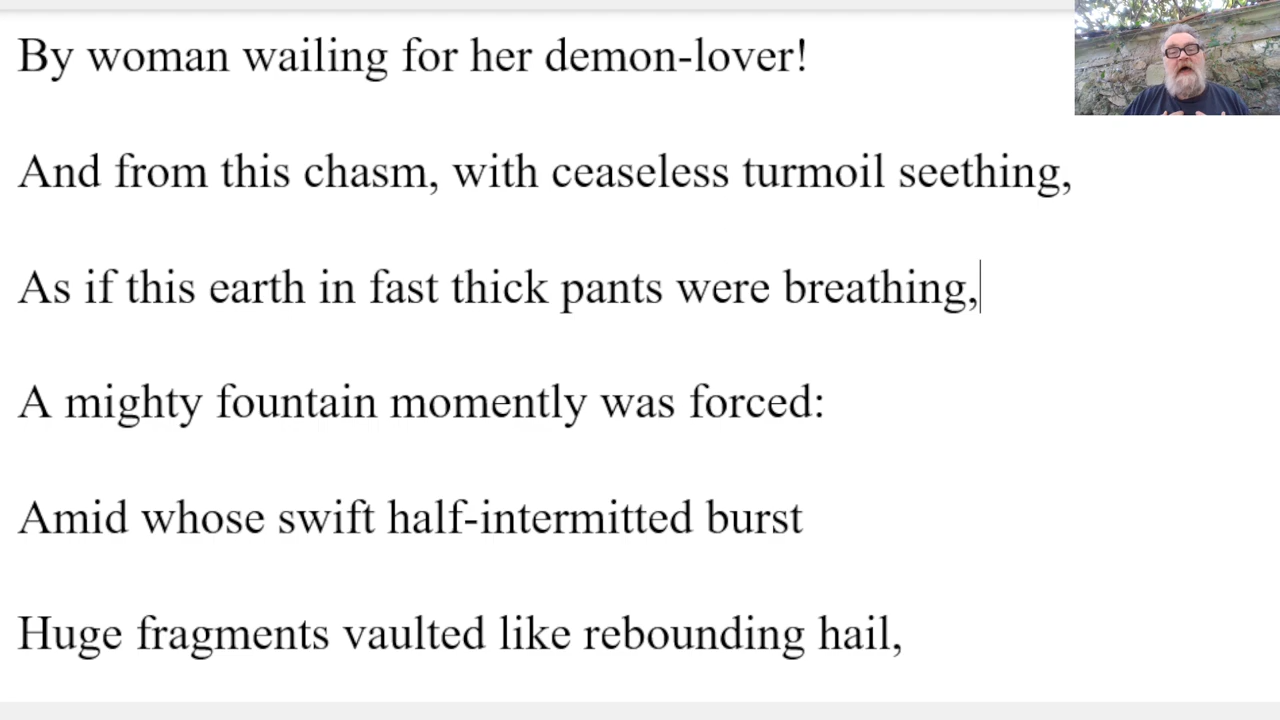 By woman wailing for her demon-lover!
And from this chasm, with ceaseless turmoil seething,
As if this earth in fast thick pants were breathing,
A mighty fountain momently was forced:
Amid whose swift half-intermitted burst
Huge fragments vaulted like rebounding hail,